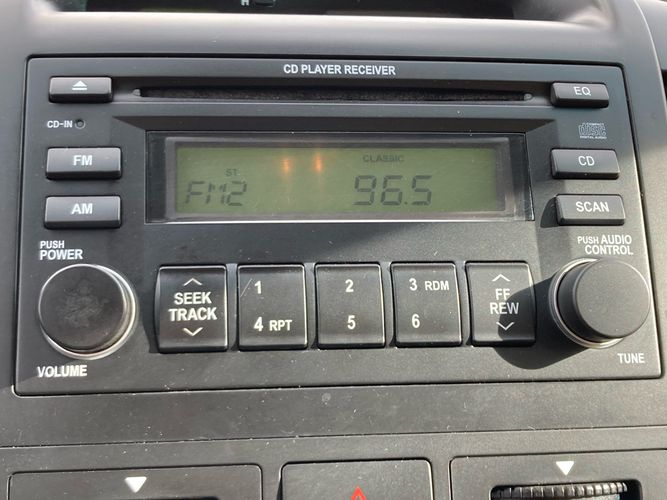 CD PLAYER RECEIVER
EQ
CD-IN
FM
ST
CLASSIC
FM2
96.5
CD
AM
SCAN
PUSH
POWER
PUSH AUDIO
CONTROL
SEEK
TRACK
1
4 RPT
2
5
3 RDM
6
FF
REW
VOLUME
TUNE